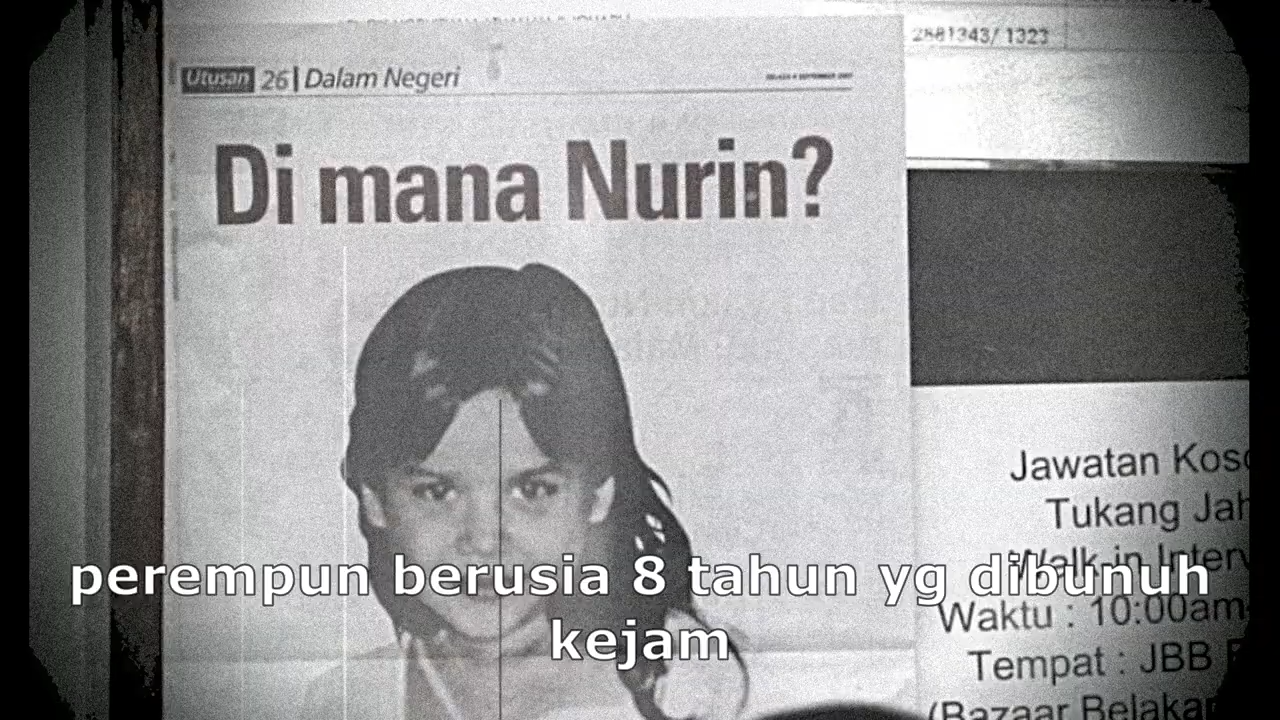 2881343/ 1323
Utusan 26 Dalam Negeri
Di mana Nurin?
Jawatan Koso
Tukang Jah
Walk-in Interv
Waktu : 10:00am
Tempat : JBB
(Bazaar Belakan
perempun berusia 8 tahun yg dibunuh
kejam